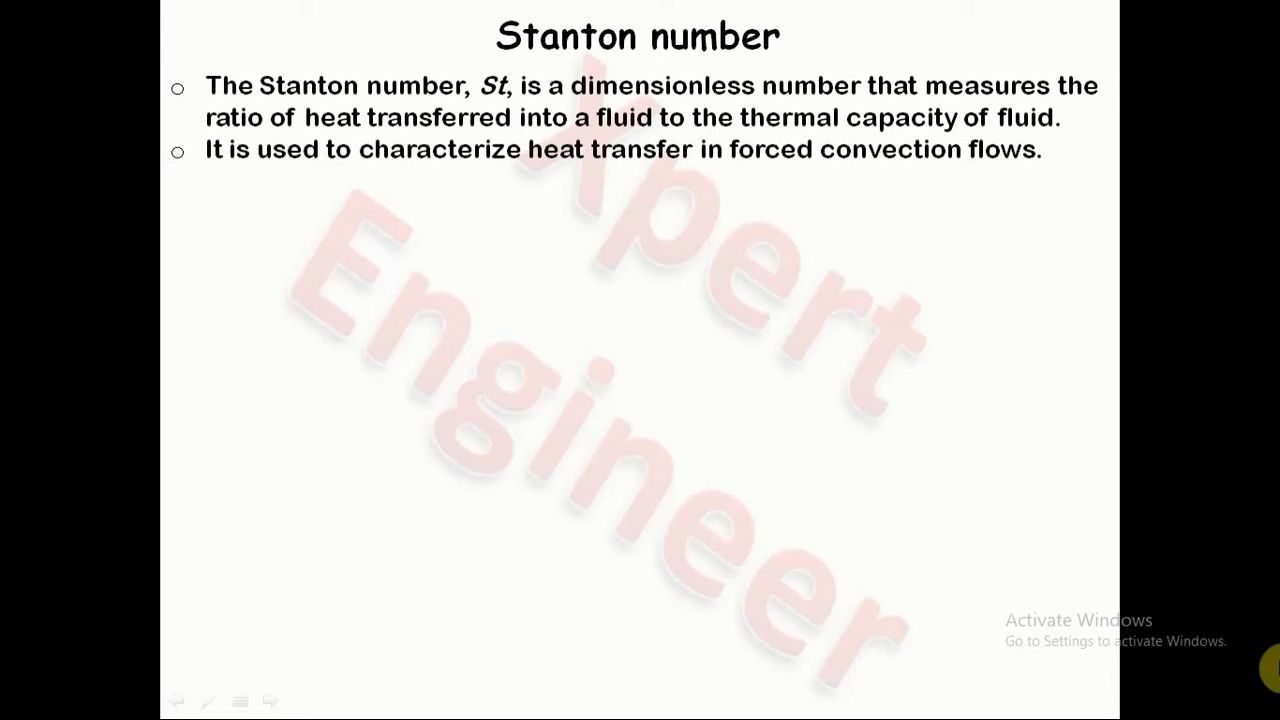 Stanton number
The Stanton number, St, is a dimensionless number that measures the
ratio of heat transferred into a fluid to the thermal capacity of fluid.
It is used to characterize heat transfer in forced convection flows.
Xpert
Engineer
Activate Windows
Go to Settings to activate Windows.